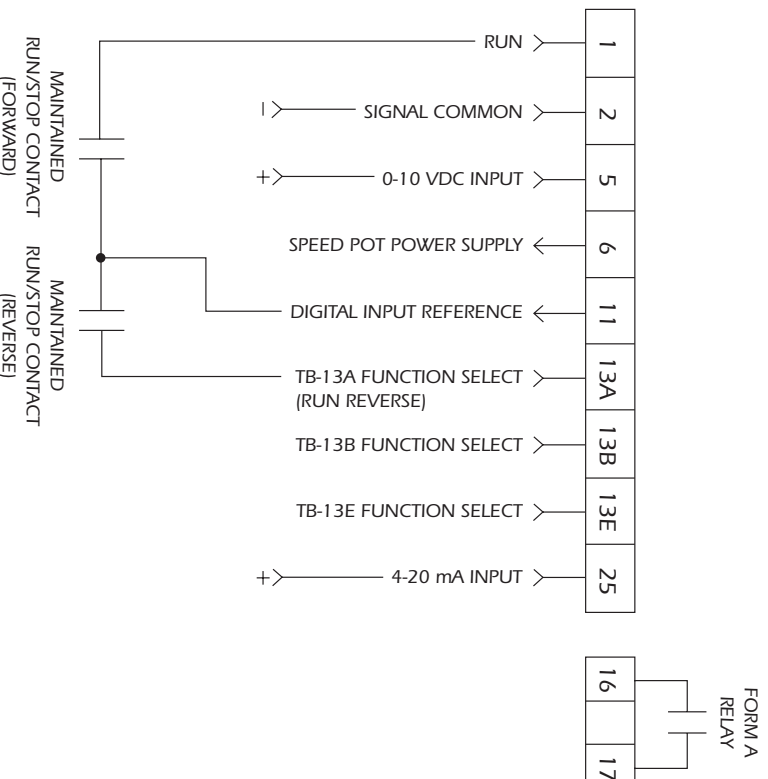 RUN
1
SIGNAL COMMON
2
0-10 VDC INPUT
5
SPEED POT POWER SUPPLY
6
DIGITAL INPUT REFERENCE
11
TB-13A FUNCTION SELECT
(RUN REVERSE)
13A
TB-13B FUNCTION SELECT
13B
TB-13E FUNCTION SELECT
13E
4-20 mA INPUT
25
MAINTAINED
RUN/STOP CONTACT
(FORWARD)
MAINTAINED
RUN/STOP CONTACT
(REVERSE)
16
17
FORM A
RELAY